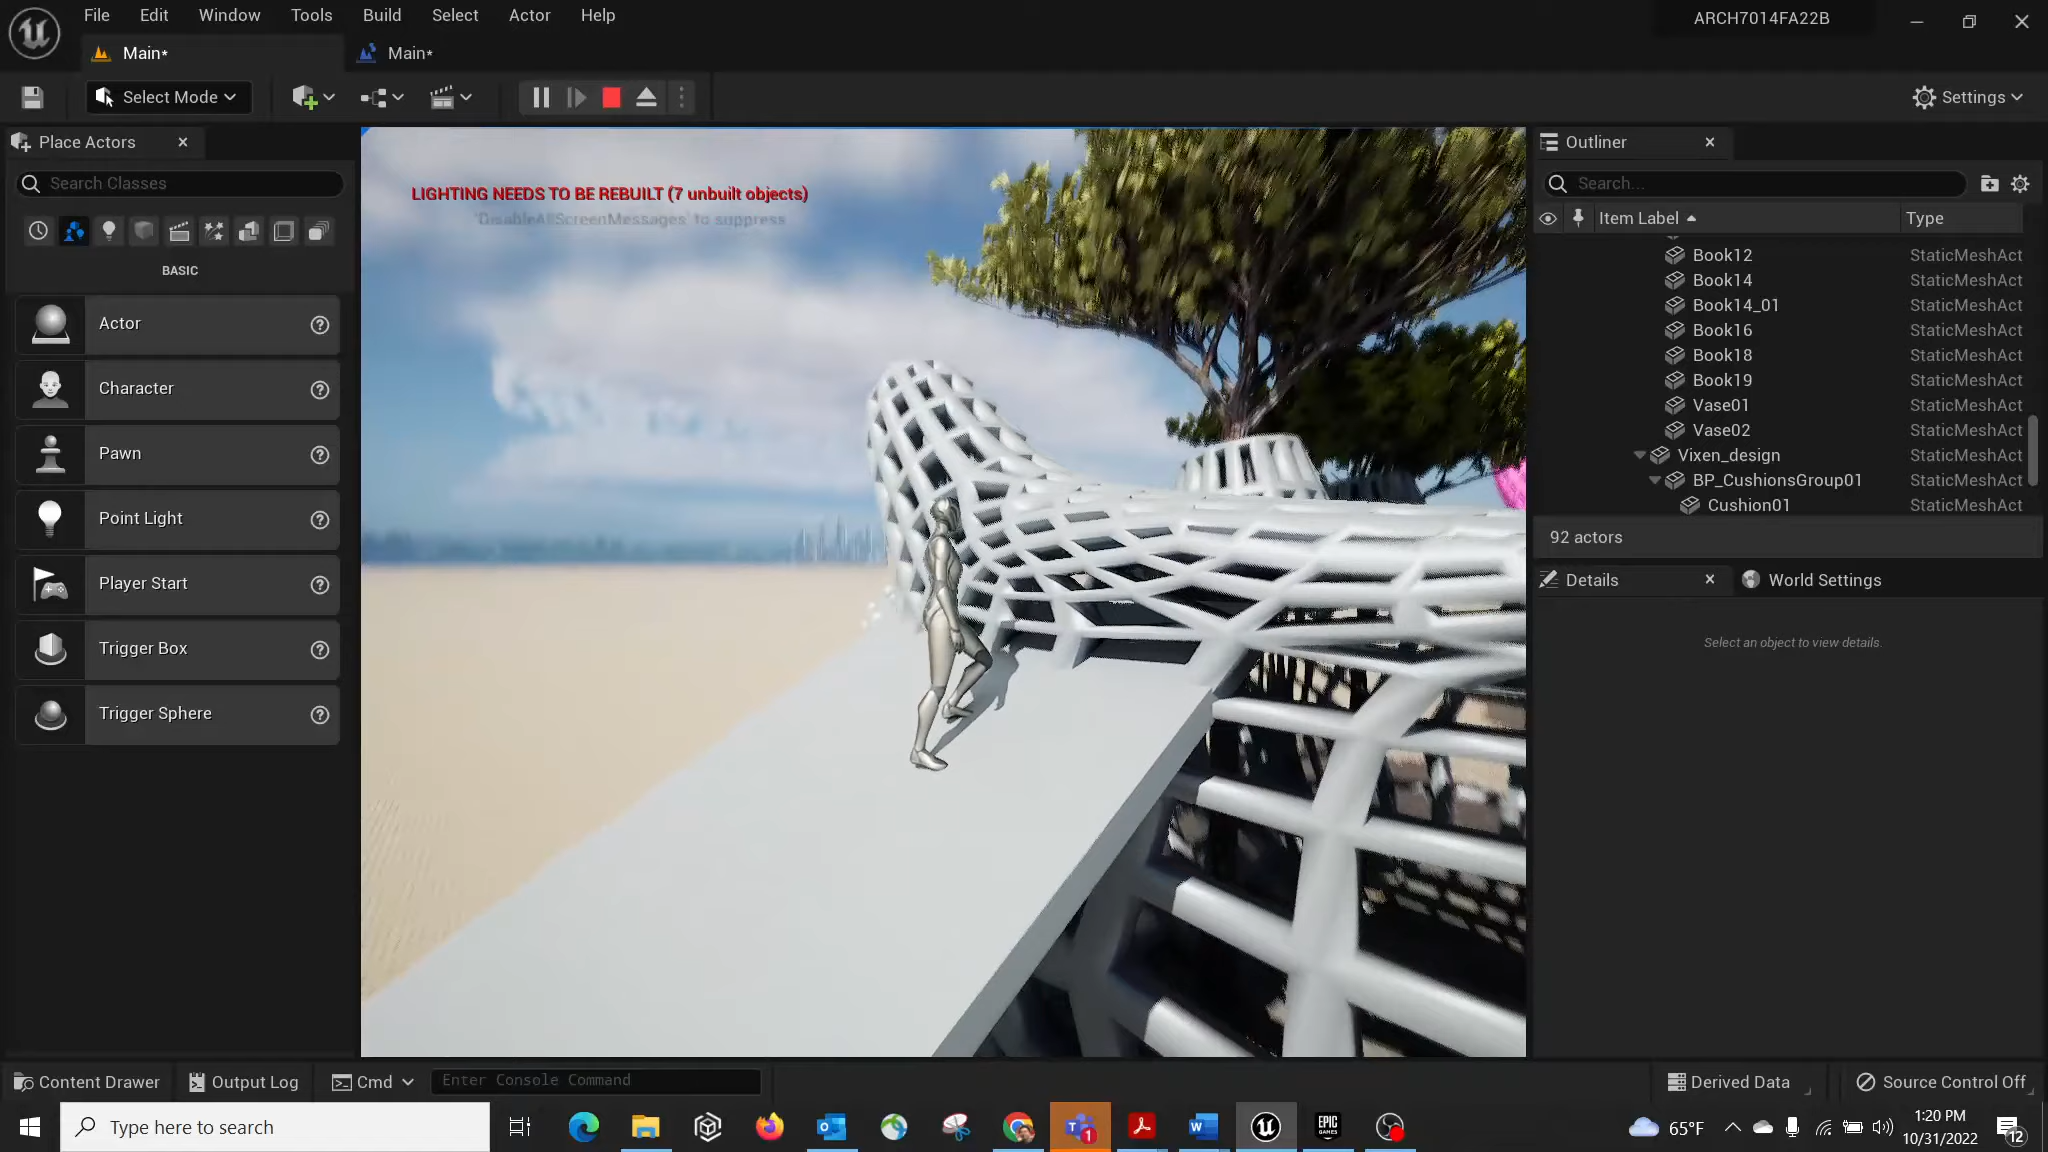 File Edit Window Tools Build Select Actor Help
ARCH7014FA22B
Main*
Main*
Select Mode
Settings
Place Actors
Search Classes
BASIC
Actor
Character
Pawn
Point Light
Player Start
Trigger Box
Trigger Sphere
LIGHTING NEEDS TO BE REBUILT (7 unbuilt objects)
'DisableAllScreenMessages' to suppress
Outliner
Search...
Item Label Type
Book12 StaticMeshAct
Book14 StaticMeshAct
Book14_01 StaticMeshAct
Book16 StaticMeshAct
Book18 StaticMeshAct
Book19 StaticMeshAct
Vase01 StaticMeshAct
Vase02 StaticMeshAct
Vixen_design StaticMeshAct
BP_CushionsGroup01 StaticMeshAct
Cushion01 StaticMeshAct
92 actors
Details
World Settings
Select an object to view details.
Content Drawer
Output Log
Cmd
Enter Console Command
Derived Data
Source Control Off
Type here to search
EPIC GAMES
65°F
1:20 PM
10/31/2022
12